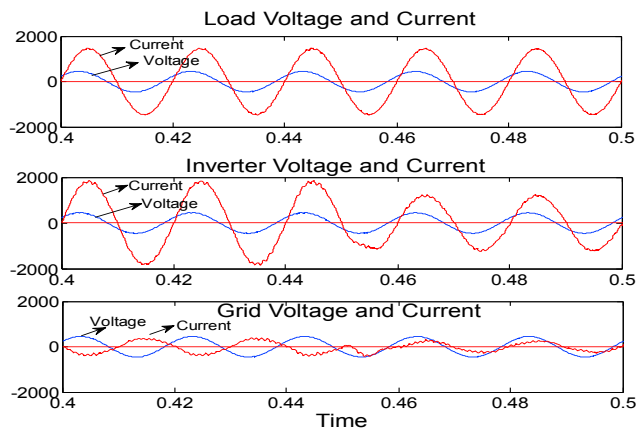 Load Voltage and Current
2000
Current
Voltage
0
-2000
0.4 0.42 0.44 0.46 0.48 0.5
Inverter Voltage and Current
2000
Current
Voltage
0
-2000
0.4 0.42 0.44 0.46 0.48 0.5
Grid Voltage and Current
2000
Voltage Current
0
-2000
0.4 0.42 0.44 0.46 0.48 0.5
Time